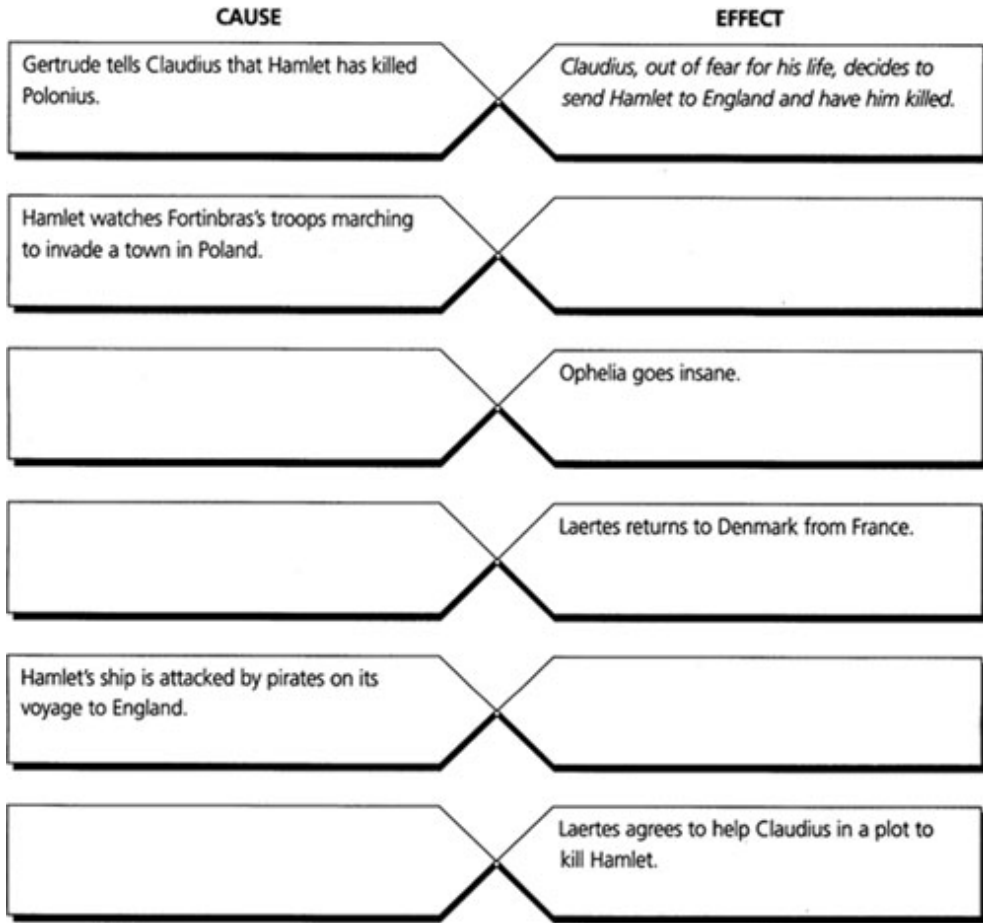 CAUSE
EFFECT
Gertrude tells Claudius that Hamlet has killed
Polonius.
Claudius, out of fear for his life, decides to
send Hamlet to England and have him killed.
Hamlet watches Fortinbras's troops marching
to invade a town in Poland.
Ophelia goes insane.
Laertes returns to Denmark from France.
Hamlet's ship is attacked by pirates on its
voyage to England.
Laertes agrees to help Claudius in a plot to
kill Hamlet.